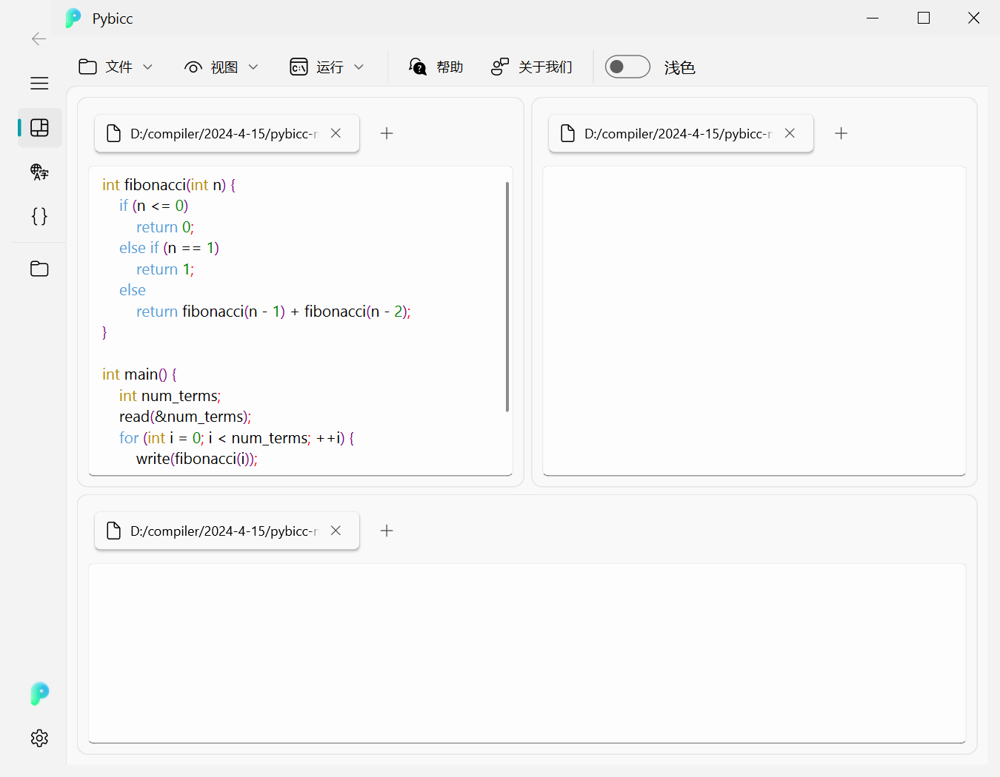 Pybicc
文件 视图 运行 帮助 关于我们 浅色
D:/compiler/2024-4-15/pybicc-
D:/compiler/2024-4-15/pybicc-
int fibonacci(int n) {
    if (n <= 0)
        return 0;
    else if (n == 1)
        return 1;
    else
        return fibonacci(n - 1) + fibonacci(n - 2);
}
int main() {
    int num_terms;
    read(&num_terms);
    for (int i = 0; i < num_terms; ++i) {
        write(fibonacci(i));
D:/compiler/2024-4-15/pybicc-